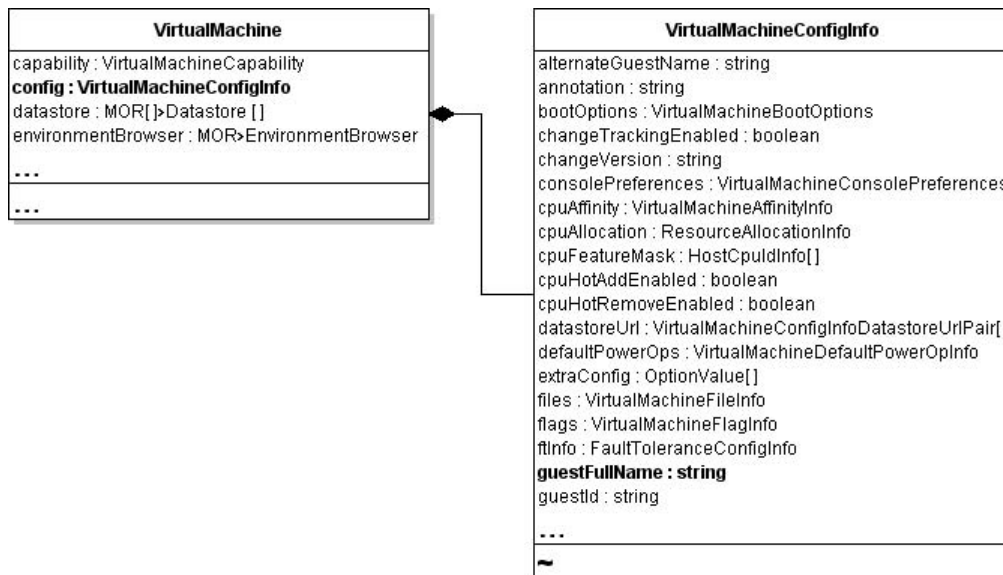 VirtualMachine
capability : VirtualMachineCapability
config : VirtualMachineConfigInfo
datastore : MOR[]>Datastore []
environmentBrowser : MOR>EnvironmentBrowser
...
...
VirtualMachineConfigInfo
alternateGuestName : string
annotation : string
bootOptions : VirtualMachineBootOptions
changeTrackingEnabled : boolean
changeVersion : string
consolePreferences : VirtualMachineConsolePreferences
cpuAffinity : VirtualMachineAffinityInfo
cpuAllocation : ResourceAllocationInfo
cpuFeatureMask : HostCpuIdInfo[]
cpuHotAddEnabled : boolean
cpuHotRemoveEnabled : boolean
datastoreUrl : VirtualMachineConfigInfoDatastoreUrlPair[
defaultPowerOps : VirtualMachineDefaultPowerOpInfo
extraConfig : OptionValue[]
files : VirtualMachineFileInfo
flags : VirtualMachineFlagInfo
ftInfo : FaultToleranceConfigInfo
guestFullName : string
guestId : string
...
~